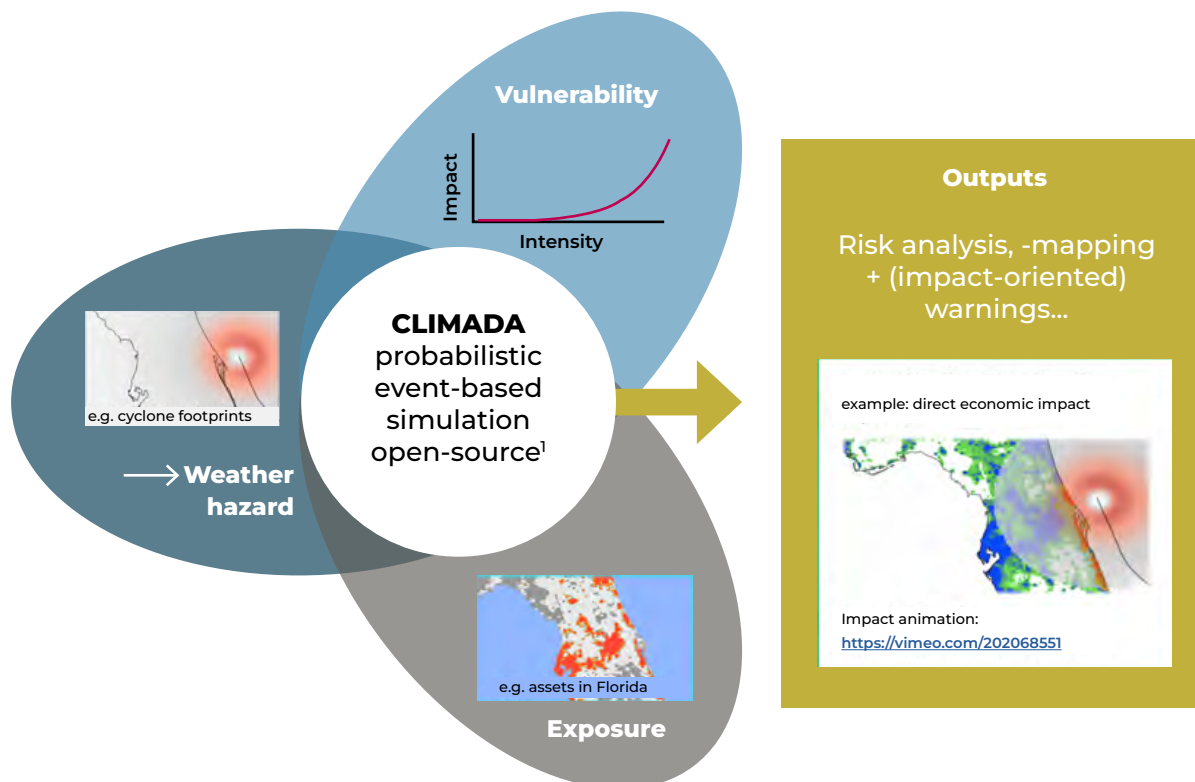 Vulnerability
Impact
Intensity
CLIMADA
probabilistic
event-based
simulation
open-source¹
e.g. cyclone footprints
Weather
hazard
e.g. assets in Florida
Exposure
Outputs
Risk analysis, -mapping
+ (impact-oriented)
warnings...
example: direct economic impact
Impact animation:
https://vimeo.com/202068551